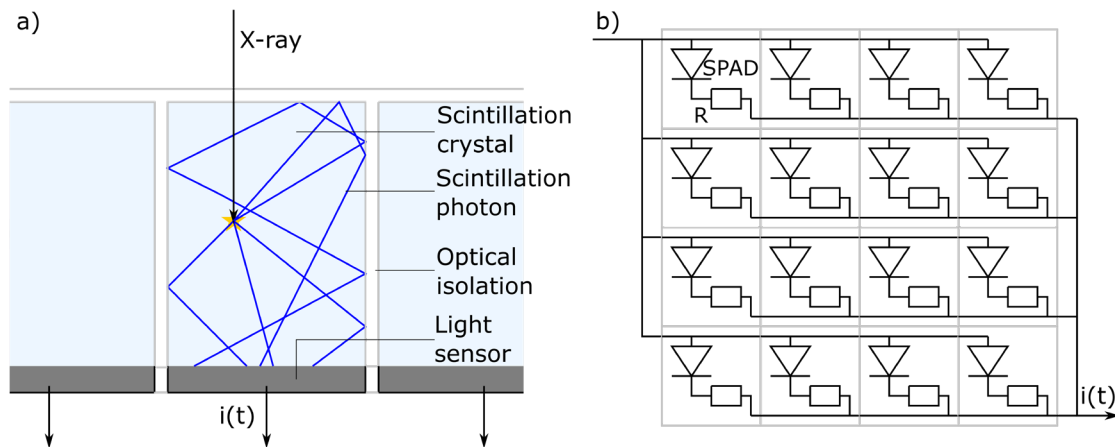 a)
X-ray
Scintillation
crystal
Scintillation
photon
Optical
isolation
Light
sensor
i(t)
b)
SPAD
R
i(t)